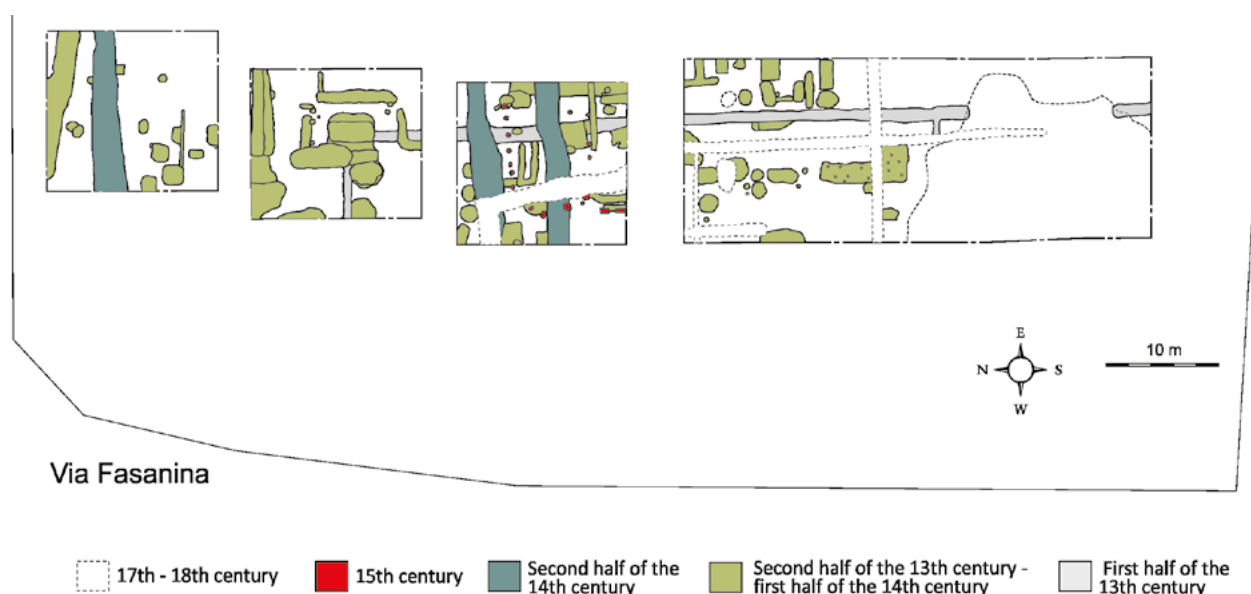 E
N S
W
10 m
Via Fasanina
17th - 18th century
15th century
Second half of the
14th century
Second half of the 13th century -
first half of the 14th century
First half of the
13th century